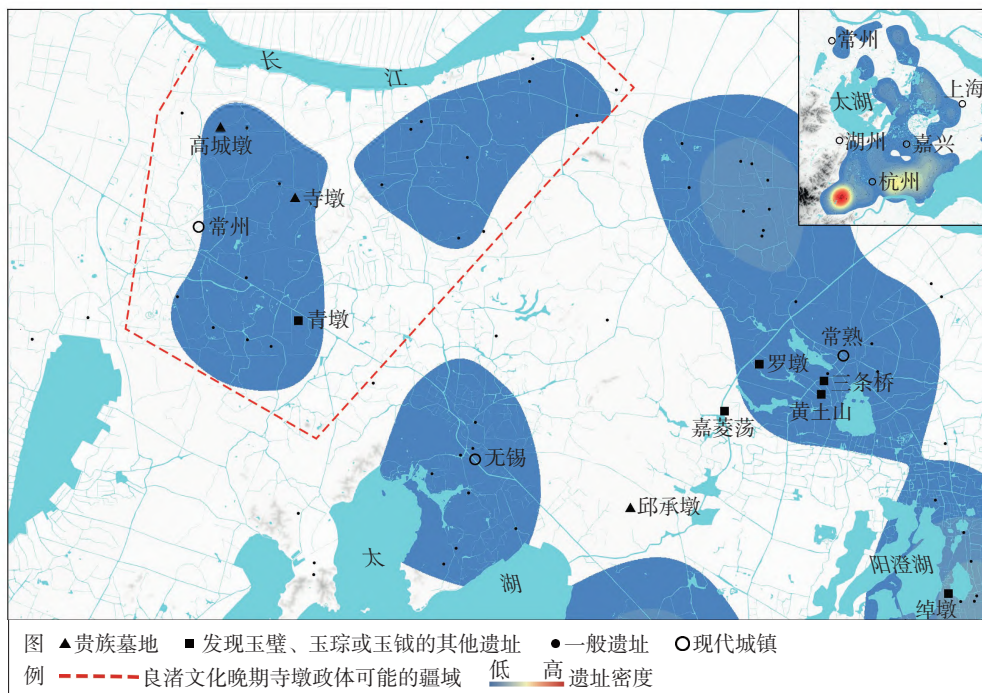 长
江
高城墩
寺墩
常州
青墩
无锡
太
湖
罗墩
常熟
三条桥
黄土山
嘉菱荡
邱承墩
阳澄湖
绰墩
常州
上海
太湖
湖州
嘉兴
杭州
图例
贵族墓地 发现玉璧、玉琮或玉钺的其他遗址 一般遗址 现代城镇
良渚文化晚期寺墩政体可能的疆域 低 高 遗址密度